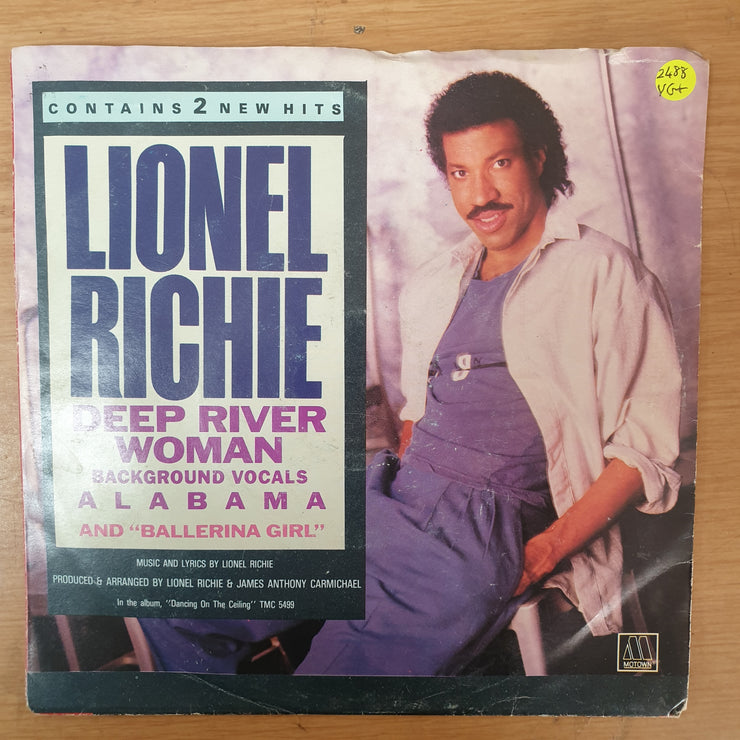 CONTAINS 2 NEW HITS
LIONEL
RICHIE
DEEP RIVER
WOMAN
BACKGROUND VOCALS
ALABAMA
AND "BALLERINA GIRL"
MUSIC AND LYRICS BY LIONEL RICHIE
PRODUCED & ARRANGED BY LIONEL RICHIE & JAMES ANTHONY CARMICHAEL
In the album, "Dancing On The Ceiling" TMC 5499
2488
VG+
MOTOWN